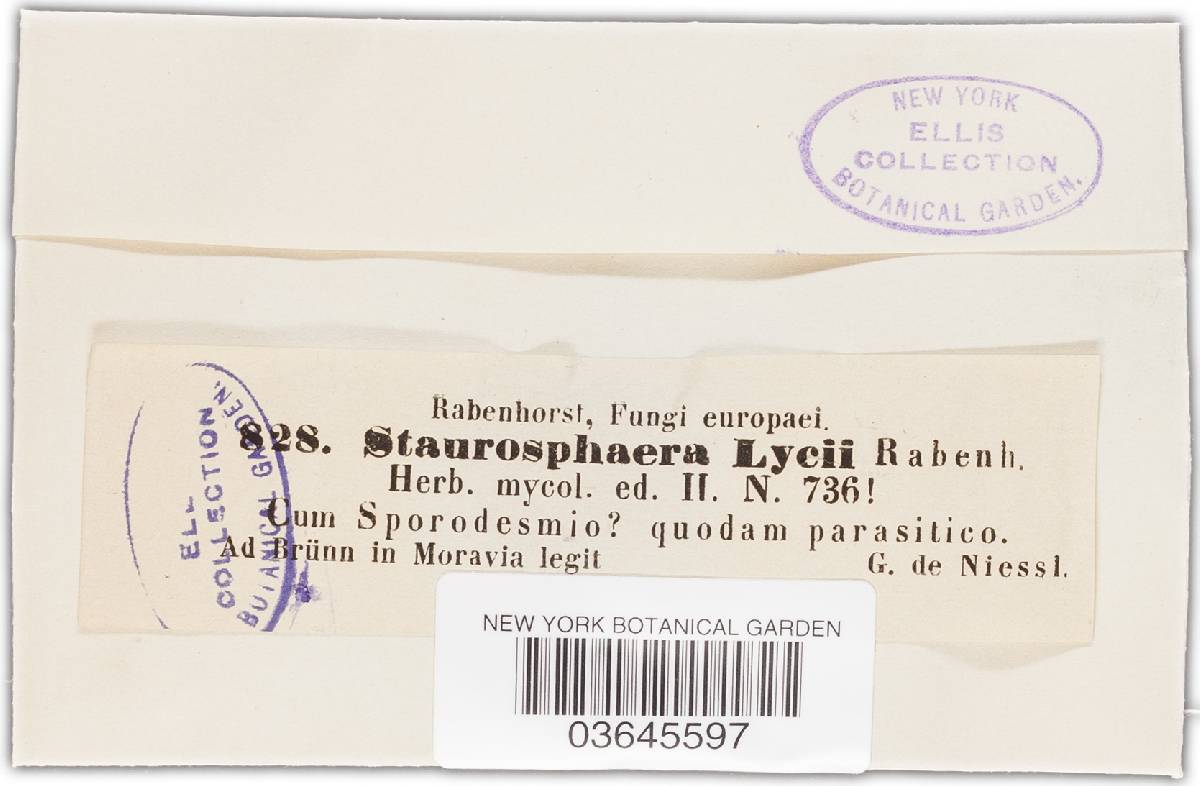 NEW YORK
ELLIS
COLLECTION
BOTANICAL GARDEN.
Rabenhorst, Fungi europaei.
828. Staurosphaera Lycii Rabenh.
Herb. mycol. ed. II. N. 736!
Cum Sporodesmio? quodam parasitico.
Ad Brünn in Moravia legit G. de Niessl.
ELL
COLLECTION
BOTANICAL GARDEN.
NEW YORK BOTANICAL GARDEN
03645597